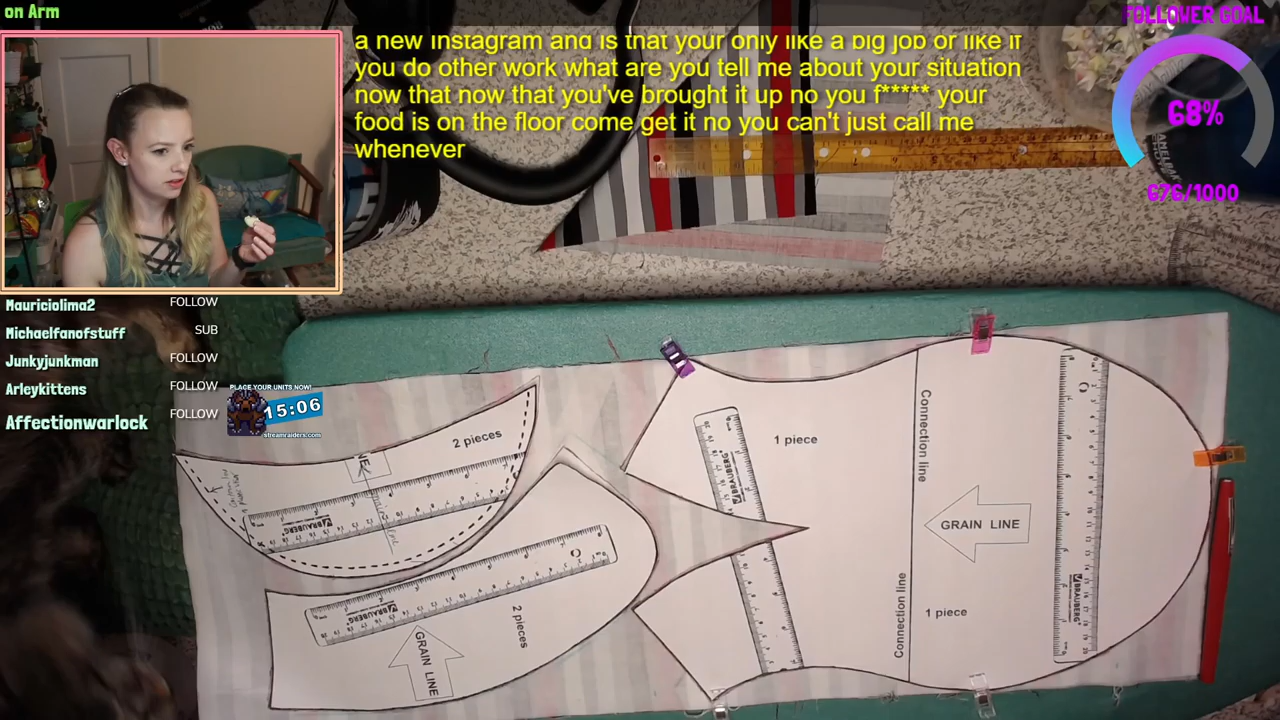 on Arm
a new Instagram and is that your only like a big job or like if
you do other work what are you tell me about your situation
now that now that you've brought it up no you f***** your
food is on the floor come get it no you can't just call me
whenever
FOLLOWER GOAL
68%
676/1000
Mauriciolima2 FOLLOW
Michaelfanofstuff SUB
Junkyjunkman FOLLOW
Arleykittens FOLLOW
Affectionwarlock FOLLOW
PLACE YOUR UNITS NOW!
15:06
streamraiders.com
2 pieces
BRAUBERG
BRAUBERG
2 pieces
GRAIN LINE
1 piece
BRAUBERG
Connection line
GRAIN LINE
Connection line
1 piece
BRAUBERG